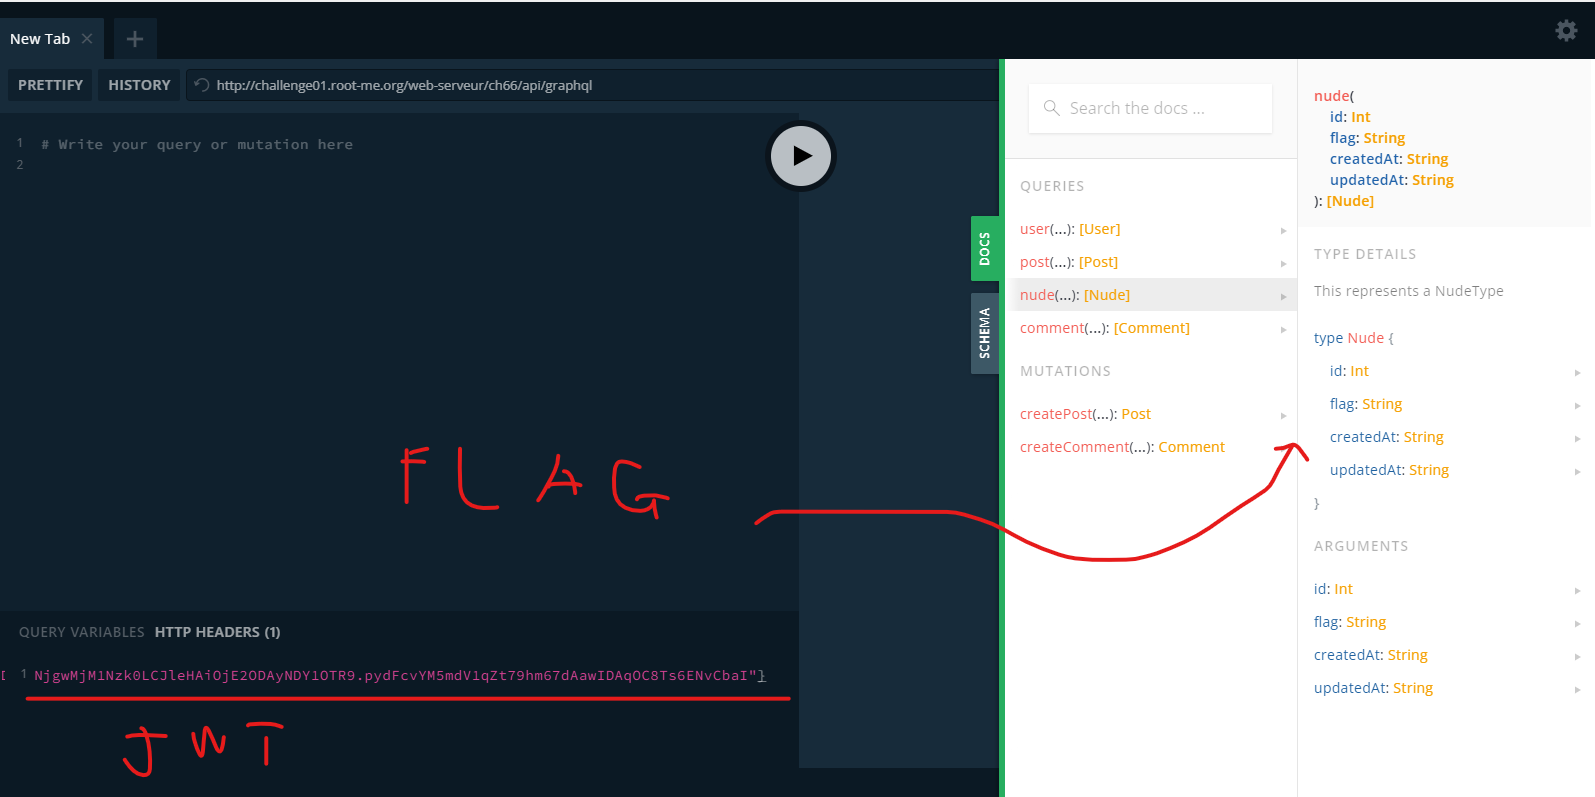 New Tab
PRETTIFY HISTORY http://challenge01.root-me.org/web-serveur/ch66/api/graphql
1 # Write your query or mutation here
2
FLAG
QUERY VARIABLES HTTP HEADERS (1)
1 NjgwMjM1Nzk0LCJleHAiOjE2ODAyNDY1OTR9.pydFcvYM5mdV1qZt79hm67dAawIDAqOC8Ts6ENvCbaI"}
JWT
DOCS
SCHEMA
Search the docs ...
QUERIES
user(...): [User]
post(...): [Post]
nude(...): [Nude]
comment(...): [Comment]
MUTATIONS
createPost(...): Post
createComment(...): Comment
nude(
id: Int
flag: String
createdAt: String
updatedAt: String
): [Nude]
TYPE DETAILS
This represents a NudeType
type Nude {
id: Int
flag: String
createdAt: String
updatedAt: String
}
ARGUMENTS
id: Int
flag: String
createdAt: String
updatedAt: String